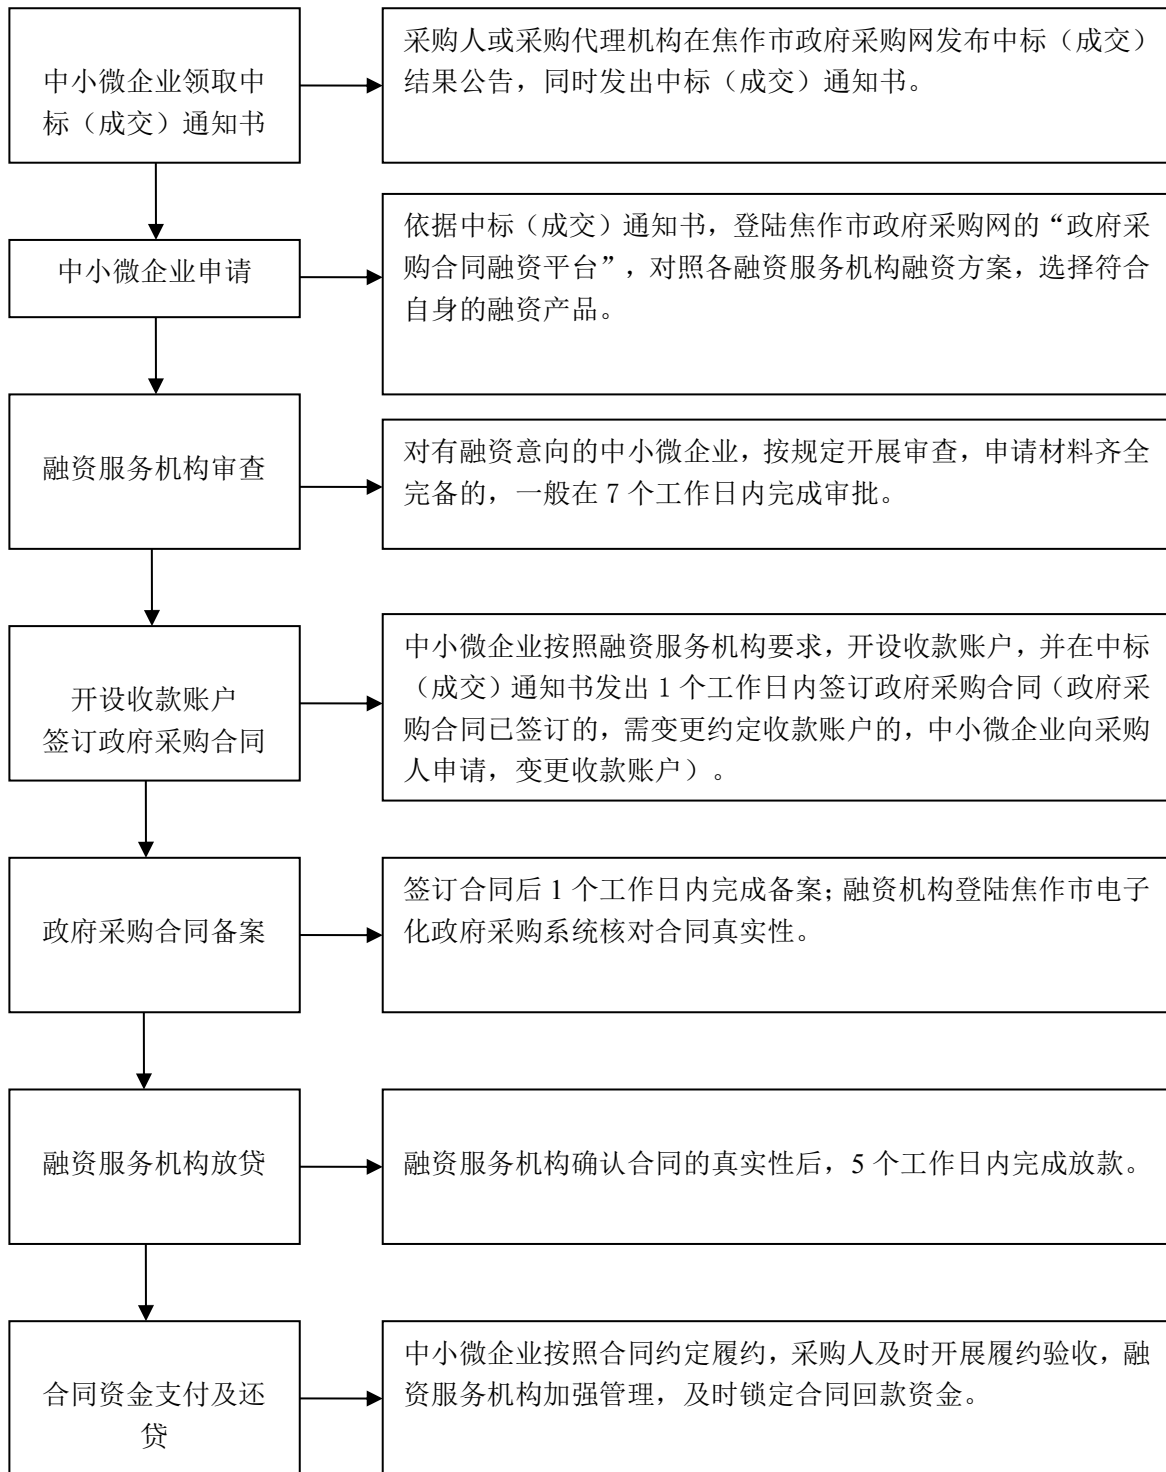 中小微企业领取中
标（成交）通知书
采购人或采购代理机构在焦作市政府采购网发布中标（成交）
结果公告，同时发出中标（成交）通知书。
中小微企业申请
依据中标（成交）通知书，登陆焦作市政府采购网的“政府采
购合同融资平台”，对照各融资服务机构融资方案，选择符合
自身的融资产品。
融资服务机构审查
对有融资意向的中小微企业，按规定开展审查，申请材料齐全
完备的，一般在 7 个工作日内完成审批。
开设收款账户
签订政府采购合同
中小微企业按照融资服务机构要求，开设收款账户，并在中标
（成交）通知书发出 1 个工作日内签订政府采购合同（政府采
购合同已签订的，需变更约定收款账户的，中小微企业向采购
人申请，变更收款账户）。
政府采购合同备案
签订合同后 1 个工作日内完成备案；融资机构登陆焦作市电子
化政府采购系统核对合同真实性。
融资服务机构放贷
融资服务机构确认合同的真实性后，5 个工作日内完成放款。
合同资金支付及还
贷
中小微企业按照合同约定履约，采购人及时开展履约验收，融
资服务机构加强管理，及时锁定合同回款资金。